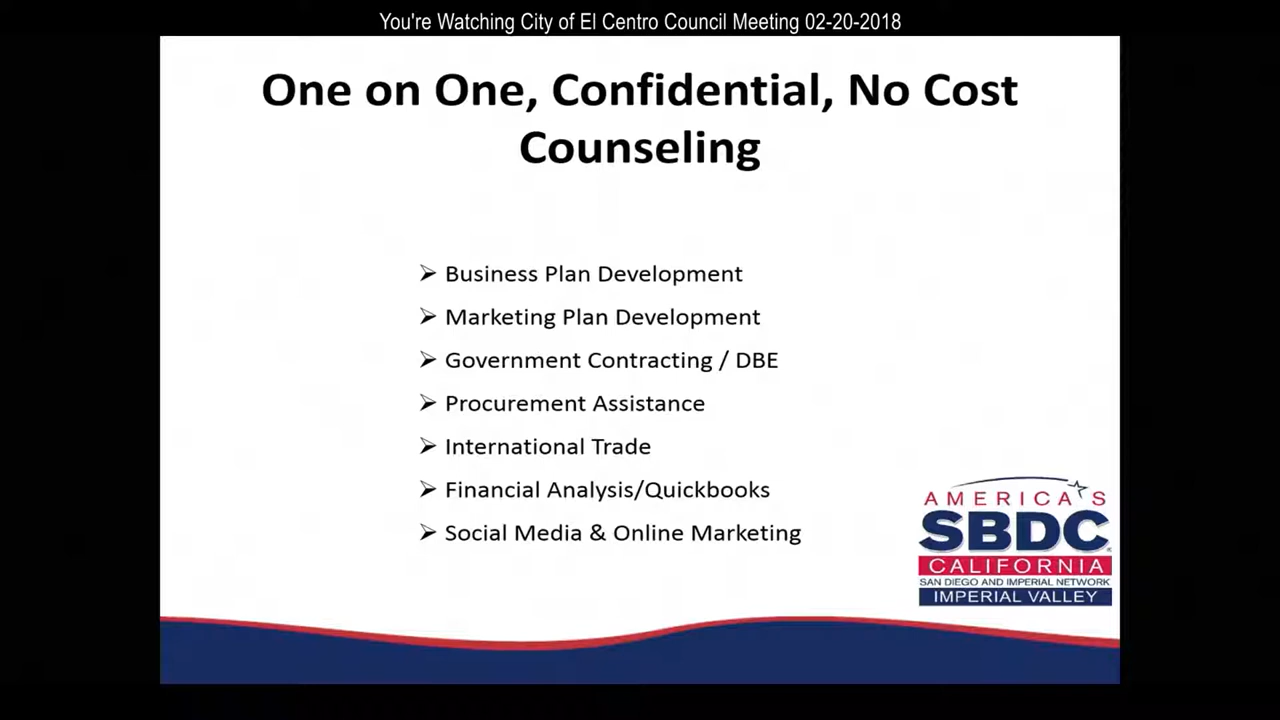 You're Watching City of El Centro Council Meeting 02-20-2018
One on One, Confidential, No Cost
Counseling
➢ Business Plan Development
➢ Marketing Plan Development
➢ Government Contracting / DBE
➢ Procurement Assistance
➢ International Trade
➢ Financial Analysis/Quickbooks
➢ Social Media & Online Marketing
AMERICA'S
SBDC®
CALIFORNIA
SAN DIEGO AND IMPERIAL NETWORK
IMPERIAL VALLEY